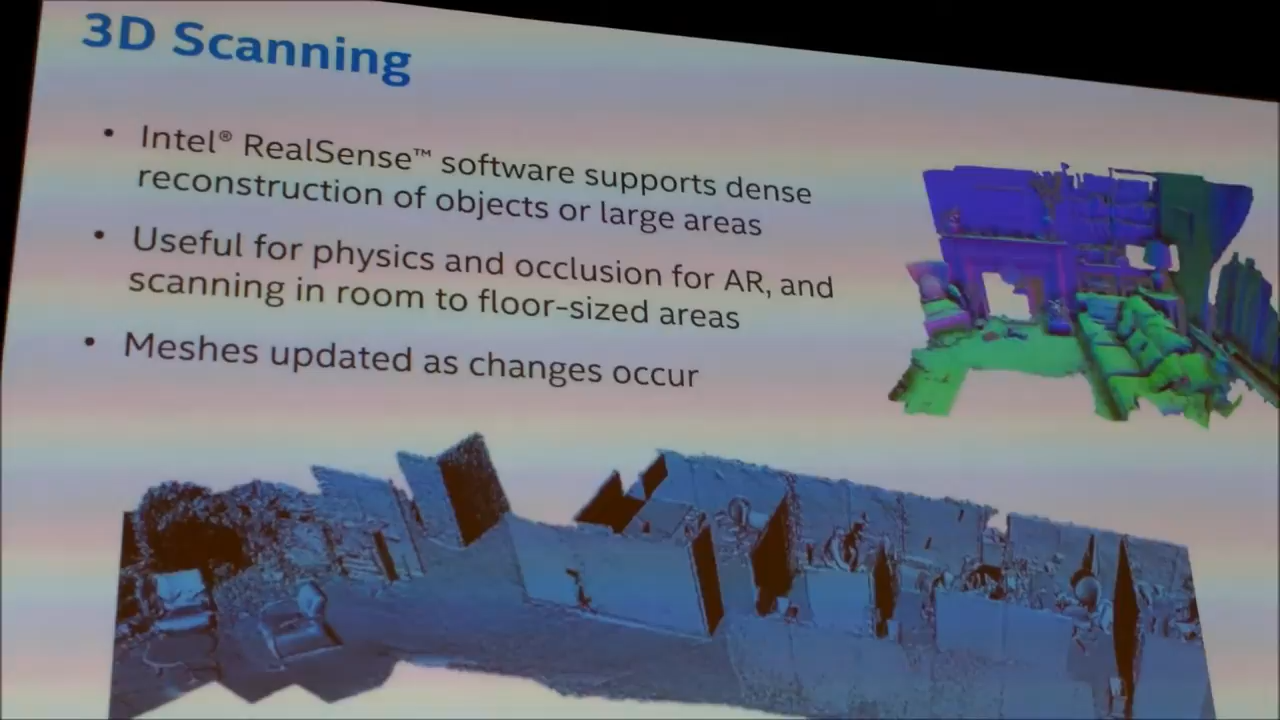 3D Scanning
• Intel® RealSense™ software supports dense
reconstruction of objects or large areas
• Useful for physics and occlusion for AR, and
scanning in room to floor-sized areas
• Meshes updated as changes occur